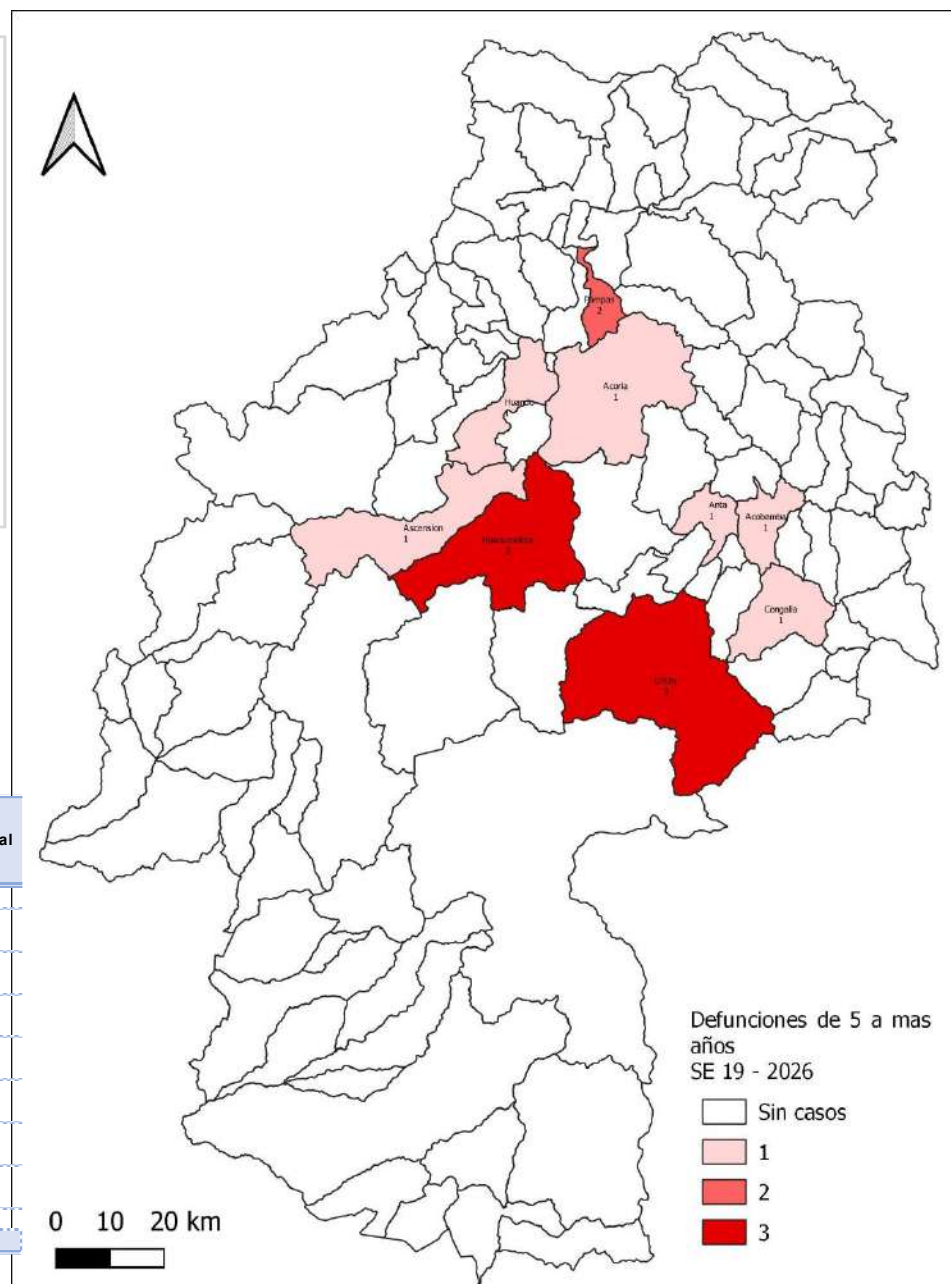 Pampas
2
Acoria
1
Huando
Anta
1
Acobamba
1
Ascension
1
Huancavelica
3
Congalla
1
Lircay
3
al
Defunciones de 5 a mas
años
SE 19 - 2026
Sin casos
1
2
3
0 10 20 km